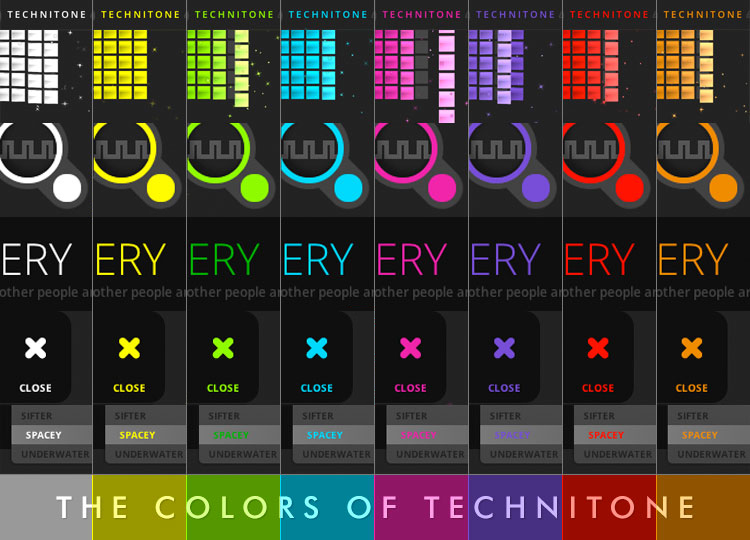 TECHNITONE TECHNITONE TECHNITONE TECHNITONE TECHNITONE TECHNITONE TECHNITONE TECHNITONE
ERY ERY ERY ERY ERY ERY ERY ERY
other people ar other people ar other people ar other people ar other people ar other people ar other people ar other people ar
CLOSE CLOSE CLOSE CLOSE CLOSE CLOSE CLOSE CLOSE
SIFTER SIFTER SIFTER SIFTER SIFTER SIFTER SIFTER SIFTER
SPACEY SPACEY SPACEY SPACEY SPACEY SPACEY SPACEY SPACEY
UNDERWATER UNDERWATER UNDERWATER UNDERWATER UNDERWATER UNDERWATER UNDERWATER UNDERWATER
THE COLORS OF TECHNITONE